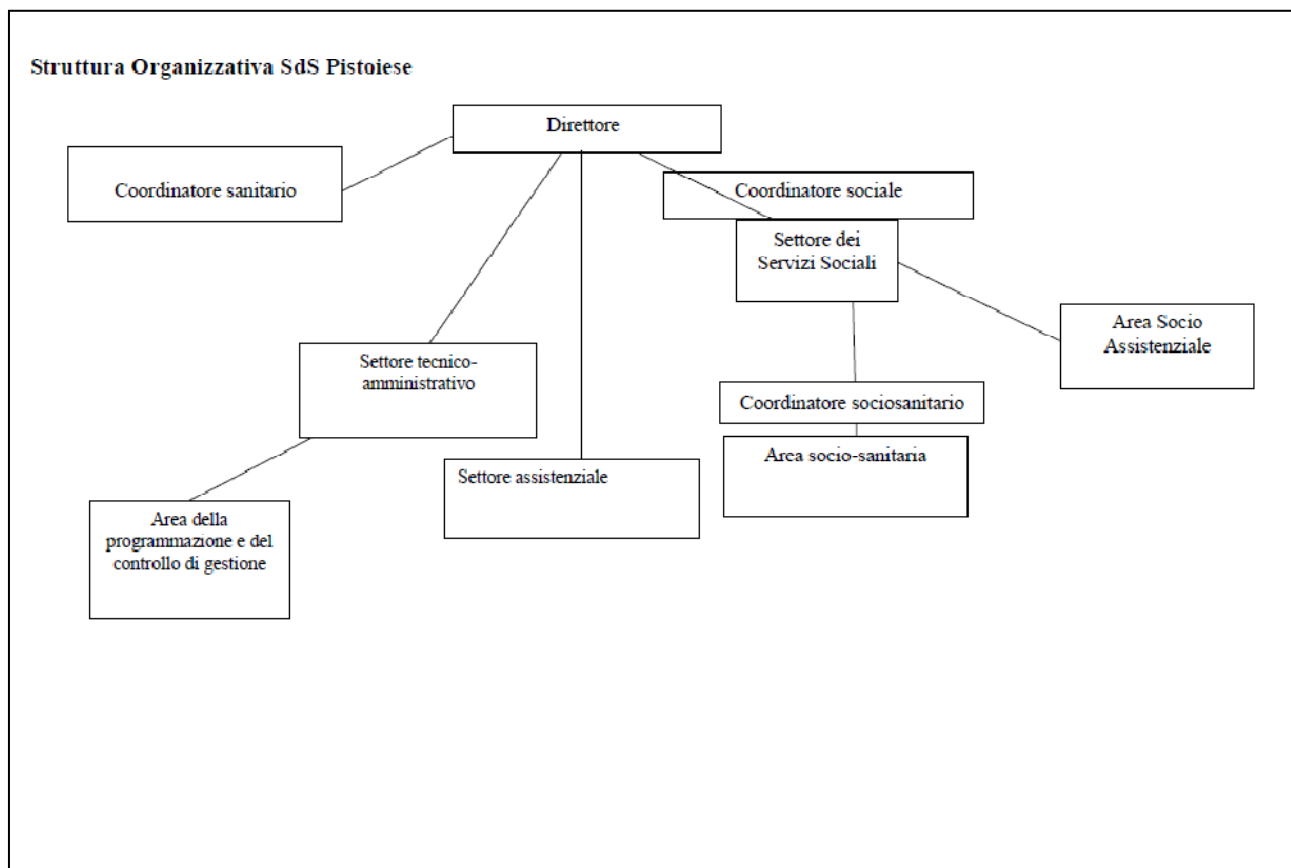 Struttura Organizzativa SdS Pistoiese
Direttore
Coordinatore sanitario
Coordinatore sociale
Settore dei
Servizi Sociali
Area Socio
Assistenziale
Settore tecnico-
amministrativo
Coordinatore sociosanitario
Area socio-sanitaria
Settore assistenziale
Area della
programmazione e del
controllo di gestione